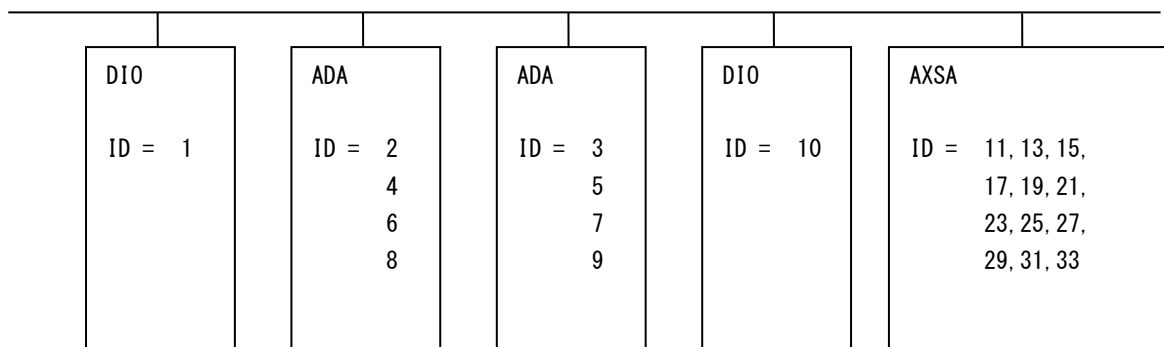 DIO
ID = 1
ADA
ID = 2
4
6
8
ADA
ID = 3
5
7
9
DIO
ID = 10
AXSA
ID = 11, 13, 15,
17, 19, 21,
23, 25, 27,
29, 31, 33